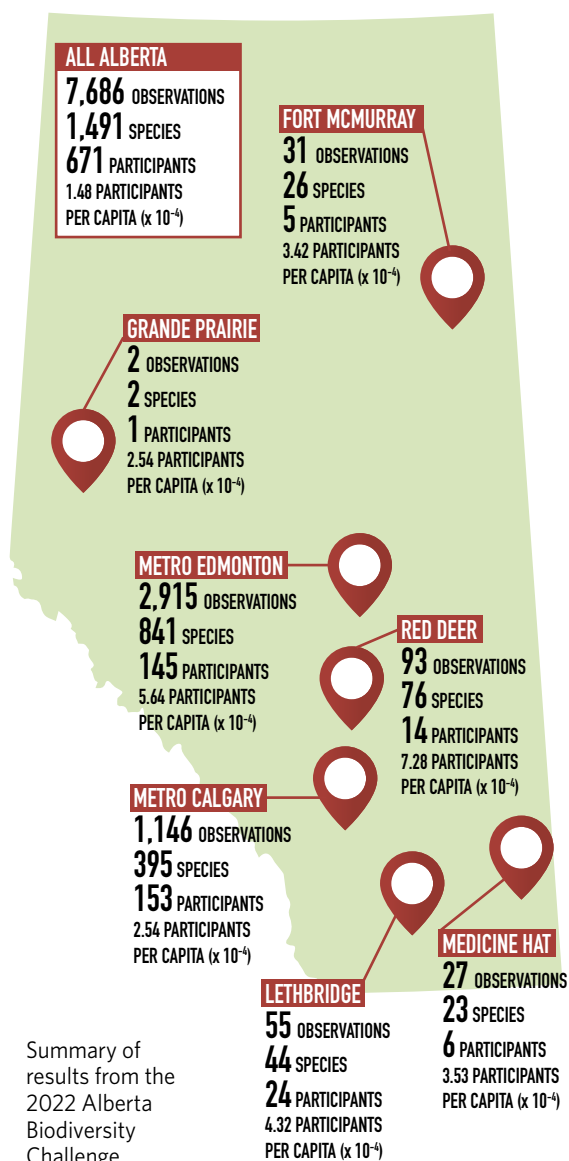 ALL ALBERTA
7,686 OBSERVATIONS
1,491 SPECIES
671 PARTICIPANTS
1.48 PARTICIPANTS
PER CAPITA (x 10⁻⁴)
FORT MCMURRAY
31 OBSERVATIONS
26 SPECIES
5 PARTICIPANTS
3.42 PARTICIPANTS
PER CAPITA (x 10⁻⁴)
GRANDE PRAIRIE
2 OBSERVATIONS
2 SPECIES
1 PARTICIPANTS
2.54 PARTICIPANTS
PER CAPITA (x 10⁻⁴)
METRO EDMONTON
2,915 OBSERVATIONS
841 SPECIES
145 PARTICIPANTS
5.64 PARTICIPANTS
PER CAPITA (x 10⁻⁴)
RED DEER
93 OBSERVATIONS
76 SPECIES
14 PARTICIPANTS
7.28 PARTICIPANTS
PER CAPITA (x 10⁻⁴)
METRO CALGARY
1,146 OBSERVATIONS
395 SPECIES
153 PARTICIPANTS
2.54 PARTICIPANTS
PER CAPITA (x 10⁻⁴)
MEDICINE HAT
27 OBSERVATIONS
23 SPECIES
6 PARTICIPANTS
3.53 PARTICIPANTS
PER CAPITA (x 10⁻⁴)
LETHBRIDGE
55 OBSERVATIONS
44 SPECIES
24 PARTICIPANTS
4.32 PARTICIPANTS
PER CAPITA (x 10⁻⁴)
Summary of
results from the
2022 Alberta
Biodiversity
Challenge